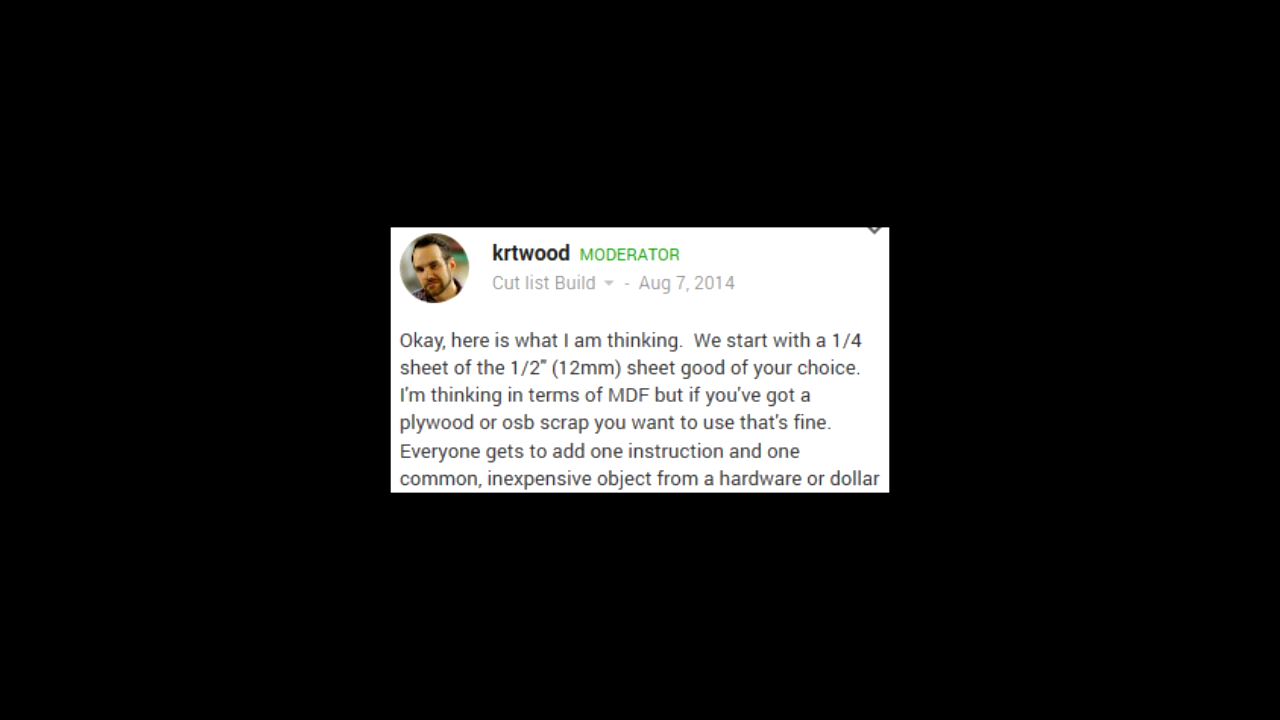 krtwood MODERATOR
Cut list Build - Aug 7, 2014
Okay, here is what I am thinking.  We start with a 1/4
sheet of the 1/2" (12mm) sheet good of your choice.
I'm thinking in terms of MDF but if you've got a
plywood or osb scrap you want to use that's fine.
Everyone gets to add one instruction and one
common, inexpensive object from a hardware or dollar